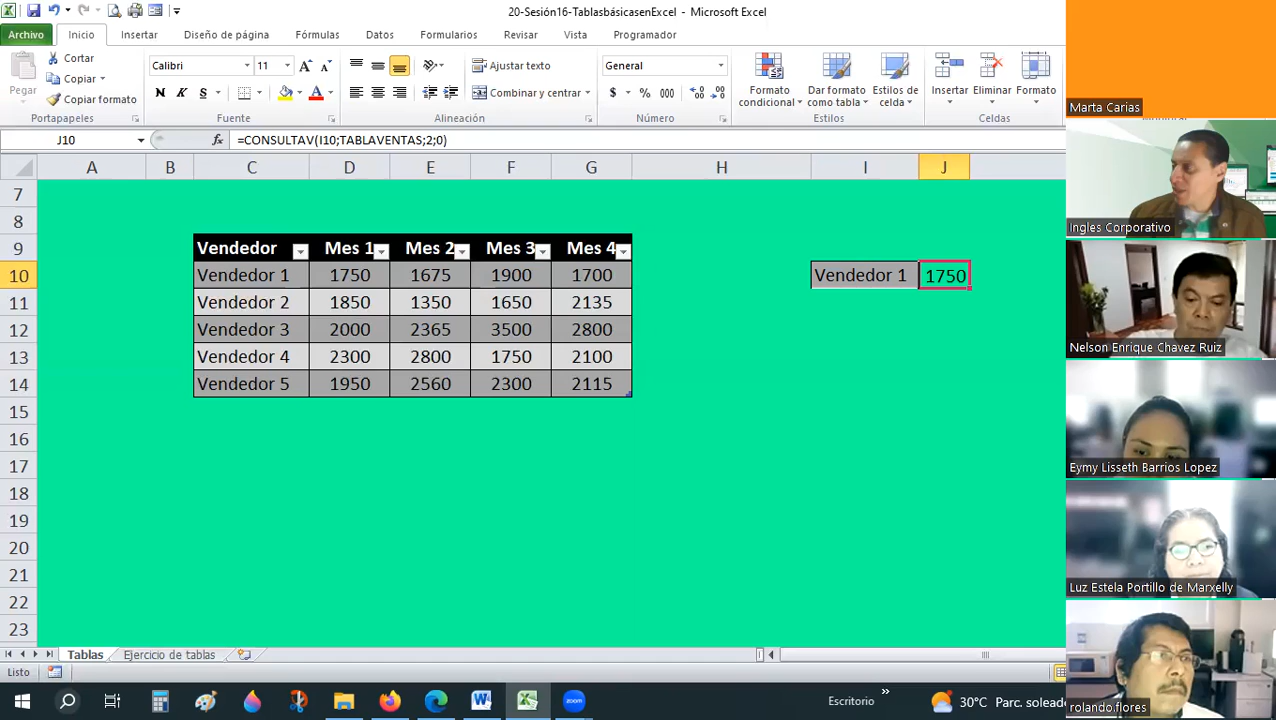 20-Sesión16-TablasbásicasenExcel - Microsoft Excel
Archivo Inicio Insertar Diseño de página Fórmulas Datos Formularios Revisar Vista Programador
Pegar
Cortar
Copiar
Copiar formato
Portapapeles
Calibri 11
N K S
Fuente
Ajustar texto
Combinar y centrar
Alineación
General
$ % 000
Número
Formato condicional
Dar formato como tabla
Estilos de celda
Estilos
Insertar Eliminar Formato
Celdas
J10 fx =CONSULTAV(I10;TABLAVENTAS;2;0)
A B C D E F G H I J
7
8
9 Vendedor Mes 1 Mes 2 Mes 3 Mes 4
10 Vendedor 1 1750 1675 1900 1700 Vendedor 1 1750
11 Vendedor 2 1850 1350 1650 2135
12 Vendedor 3 2000 2365 3500 2800
13 Vendedor 4 2300 2800 1750 2100
14 Vendedor 5 1950 2560 2300 2115
15
16
17
18
19
20
21
22
23
Tablas Ejercicio de tablas
Listo
Escritorio » 30°C Parc. soleado
Marta Carias
Ingles Corporativo
Nelson Enrique Chavez Ruiz
Eymy Lisseth Barrios Lopez
Luz Estela Portillo de Marxelly
rolando.flores
zoom